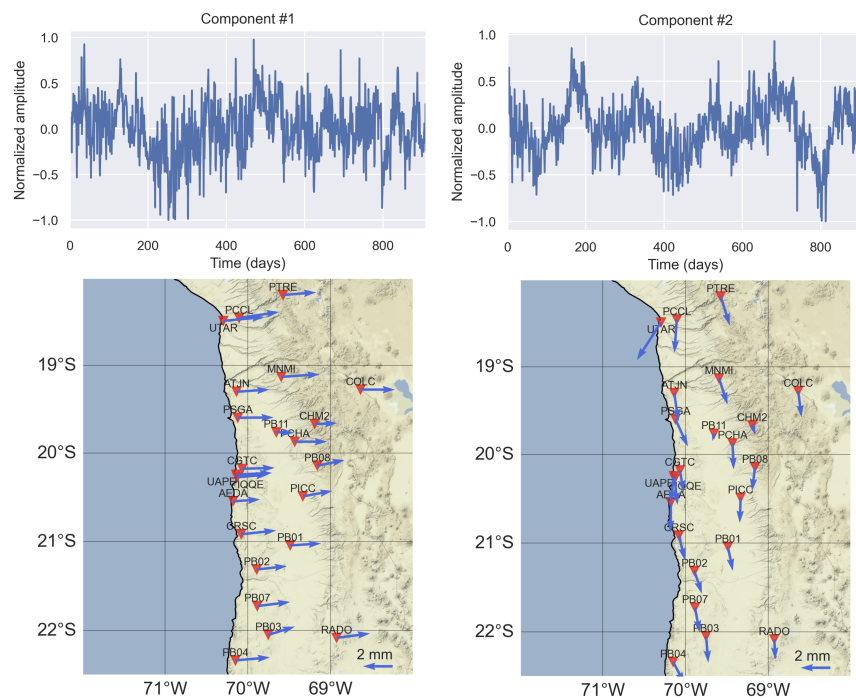 Component #1
Component #2
Normalized amplitude
1.0
0.5
0.0
−0.5
−1.0
0 200 400 600 800
Time (days)
Normalized amplitude
1.0
0.5
0.0
−0.5
−1.0
0 200 400 600 800
Time (days)
PTRE
PCCL
UTAR
19°S
MNMI
ATJN
COLC
PSGA
CHM2
PB11
PCHA
20°S
CGTC
PB08
UAPE
IQQE
AEDA
PICC
21°S
CRSC
PB01
PB02
PB07
22°S
PB03
RADO
PB04
2 mm
71°W 70°W 69°W
PTRE
PCCL
UTAR
19°S
MNMI
ATJN
COLC
PSGA
CHM2
PB11
PCHA
20°S
CGTC
PB08
UAPE
IQQE
AEDA
PICC
21°S
CRSC
PB01
PB02
PB07
22°S
PB03
RADO
PB04
2 mm
71°W 70°W 69°W